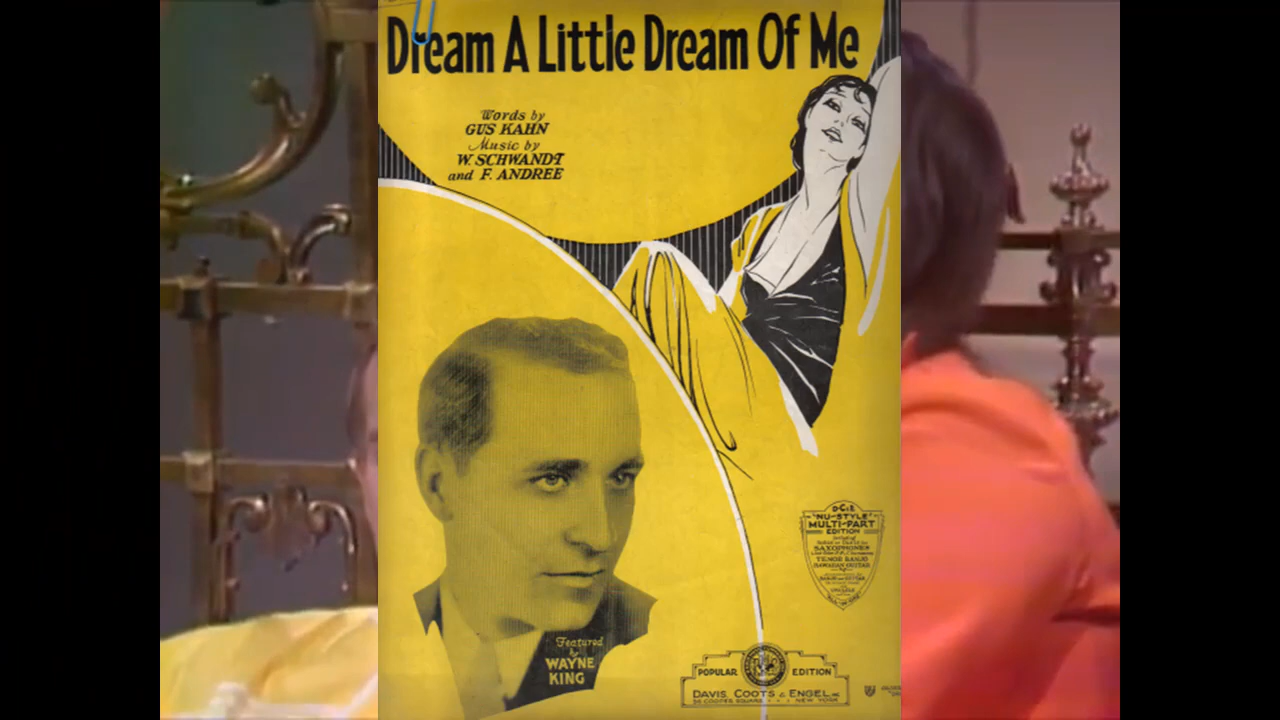 Dream A Little Dream Of Me
Words by
GUS KAHN
Music by
W. SCHWANDT
and F. ANDREE
D.C.&E.
"NU-STYLE"
MULTI-PART
EDITION
SAXOPHONES
TENOR BANJO
HAWAIIAN GUITAR
Featured
by
WAYNE
KING
POPULAR EDITION
DAVIS, COOTS & ENGEL, INC.
NEW YORK